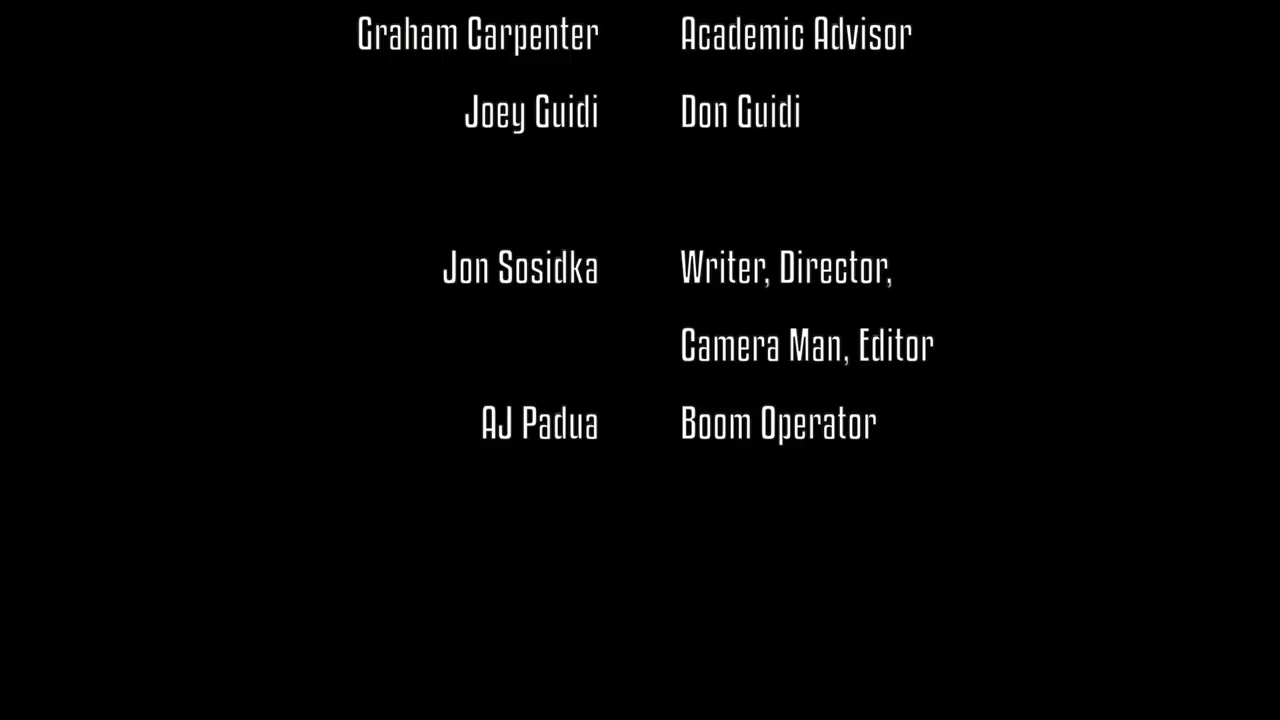 Graham Carpenter Academic Advisor
Joey Guidi Don Guidi
Jon Sosidka Writer, Director,
Camera Man, Editor
AJ Padua Boom Operator